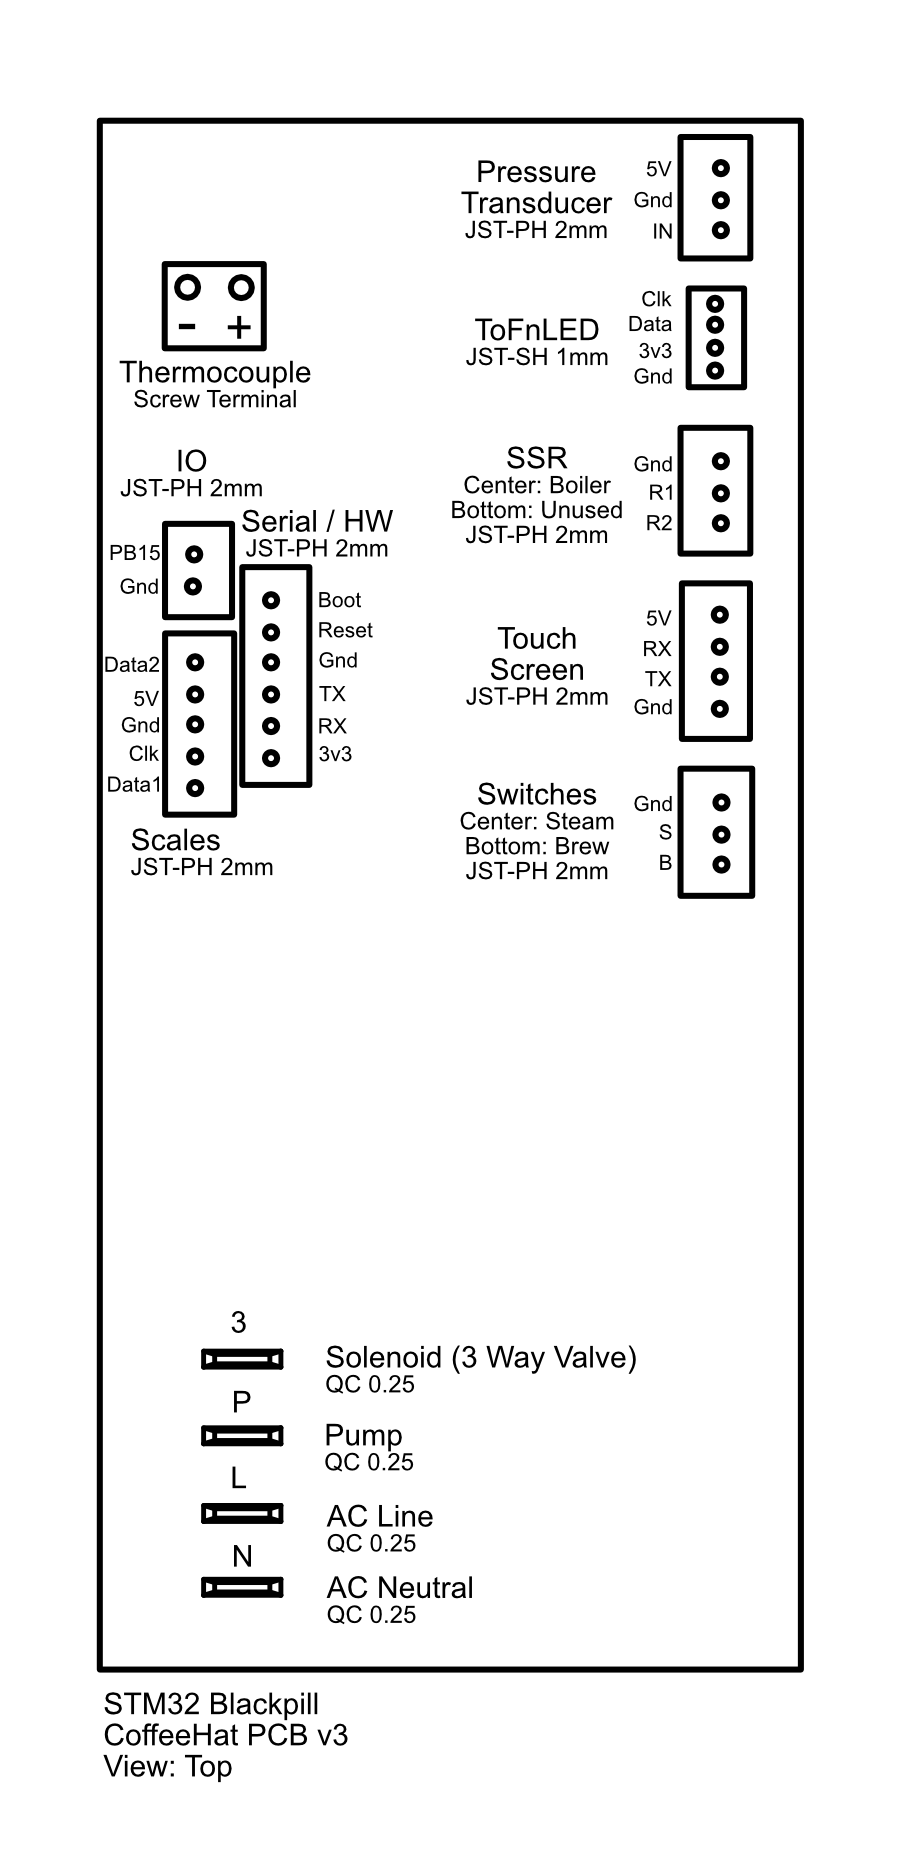 Pressure
Transducer
JST-PH 2mm
5V
Gnd
IN
- +
Thermocouple
Screw Terminal
ToFnLED
JST-SH 1mm
Clk
Data
3v3
Gnd
IO
JST-PH 2mm
PB15
Gnd
Serial / HW
JST-PH 2mm
Boot
Reset
Gnd
TX
RX
3v3
Data2
5V
Gnd
Clk
Data1
Scales
JST-PH 2mm
SSR
Center: Boiler
Bottom: Unused
JST-PH 2mm
Gnd
R1
R2
Touch
Screen
JST-PH 2mm
5V
RX
TX
Gnd
Switches
Center: Steam
Bottom: Brew
JST-PH 2mm
Gnd
S
B
3
Solenoid (3 Way Valve)
QC 0.25
P
Pump
QC 0.25
L
AC Line
QC 0.25
N
AC Neutral
QC 0.25
STM32 Blackpill
CoffeeHat PCB v3
View: Top